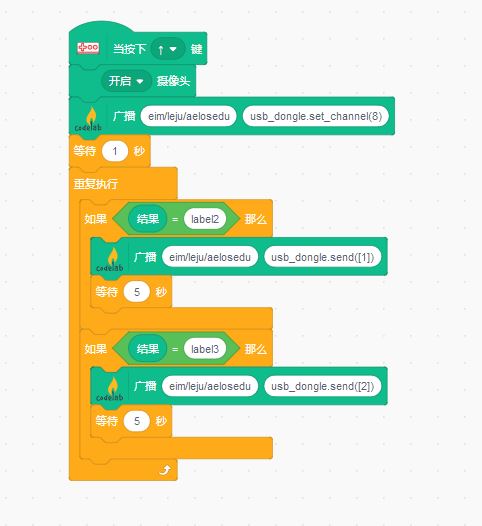 当按下 ↑ 键
开启 摄像头
codelab 广播 eim/leju/aelosedu usb_dongle.set_channel(8)
等待 1 秒
重复执行
如果 结果 = label2 那么
codelab 广播 eim/leju/aelosedu usb_dongle.send([1])
等待 5 秒
如果 结果 = label3 那么
codelab 广播 eim/leju/aelosedu usb_dongle.send([2])
等待 5 秒